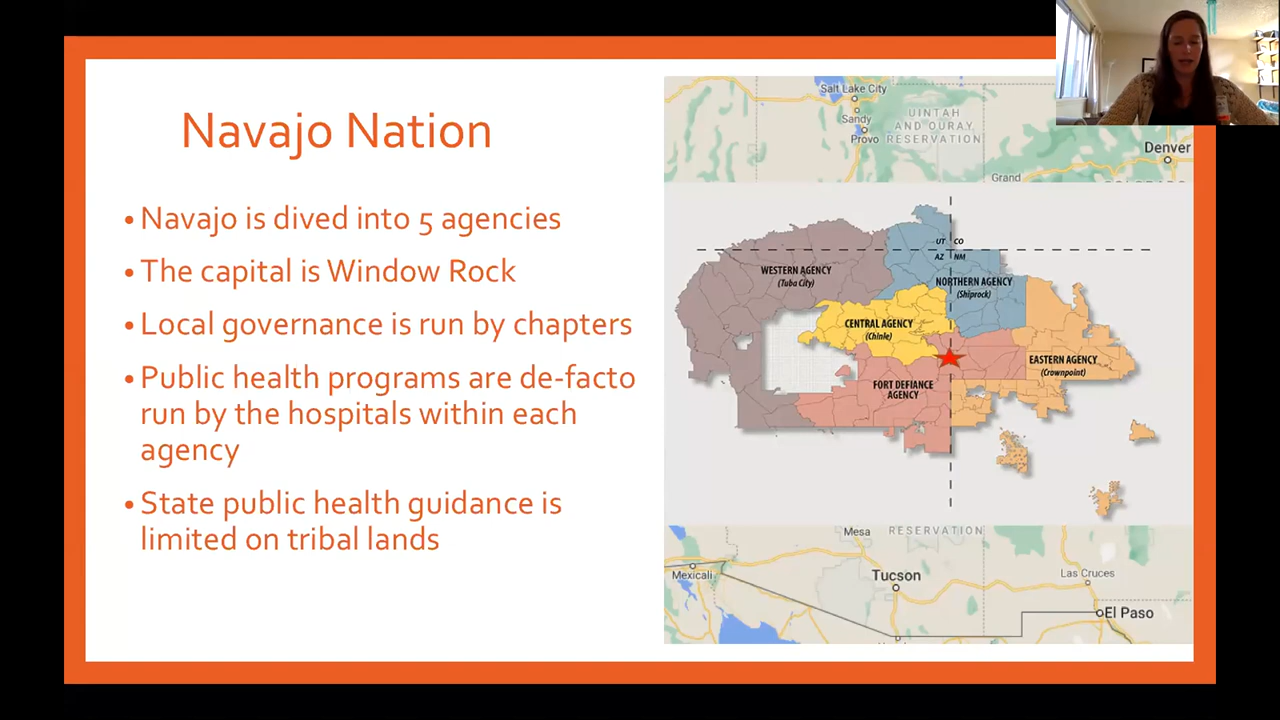 Navajo Nation
• Navajo is dived into 5 agencies
• The capital is Window Rock
• Local governance is run by chapters
• Public health programs are de-facto
run by the hospitals within each
agency
• State public health guidance is
limited on tribal lands
Salt Lake City
Sandy
Provo
UINTAH
AND OURAY
RESERVATION
Denver
Grand
UT CO
AZ NM
WESTERN AGENCY
(Tuba City)
NORTHERN AGENCY
(Shiprock)
CENTRAL AGENCY
(Chinle)
EASTERN AGENCY
(Crownpoint)
FORT DEFIANCE
AGENCY
Mesa
RESERVATION
Mexicali
Tucson
Las Cruces
El Paso